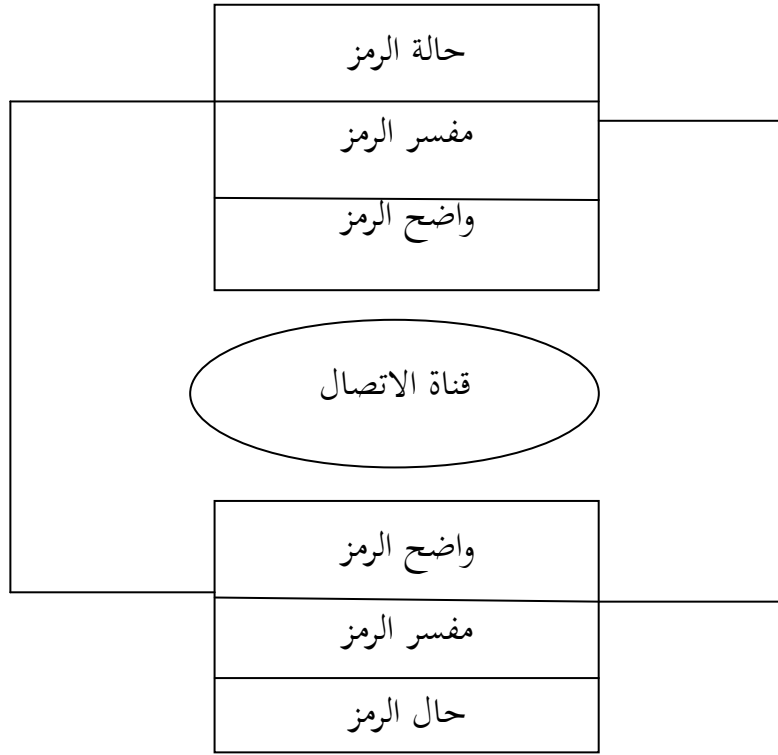 حالة الرمز
مفسر الرمز
واضح الرمز
قناة الاتصال
واضح الرمز
مفسر الرمز
حال الرمز